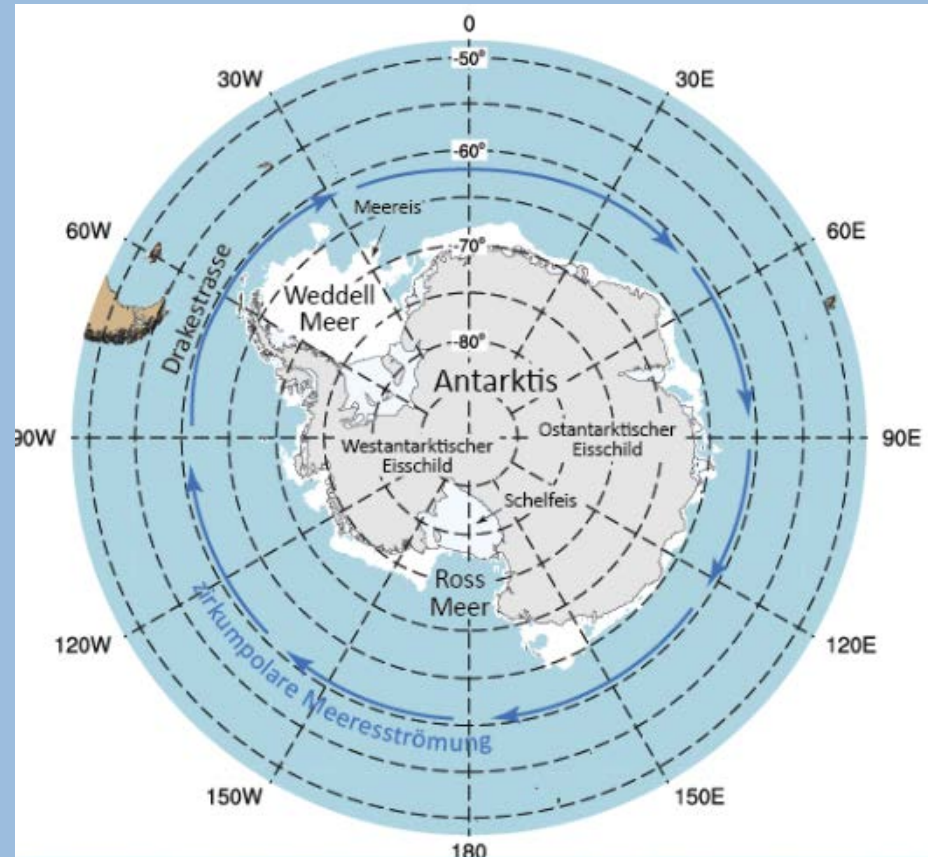 0
-50°
30W
30E
-60°
Meereis
60W
60E
-70°
Drakestrasse
Weddell
Meer
-80°
Antarktis
90W
Westantarktischer
Eisschild
Ostantarktischer
Eisschild
90E
Schelfeis
Ross
Meer
zirkumpolare Meeresströmung
120W
120E
150W
150E
180